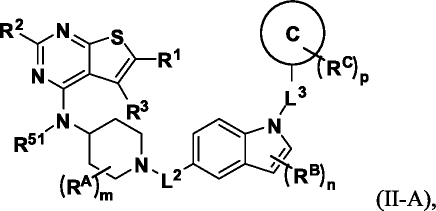 R² N S R¹
C
(Rᶜ)ₚ
N
R³
L³
N
R⁵¹
N
(Rᴬ)ₘ
N
L²
(Rᴮ)ₙ
(II-A),